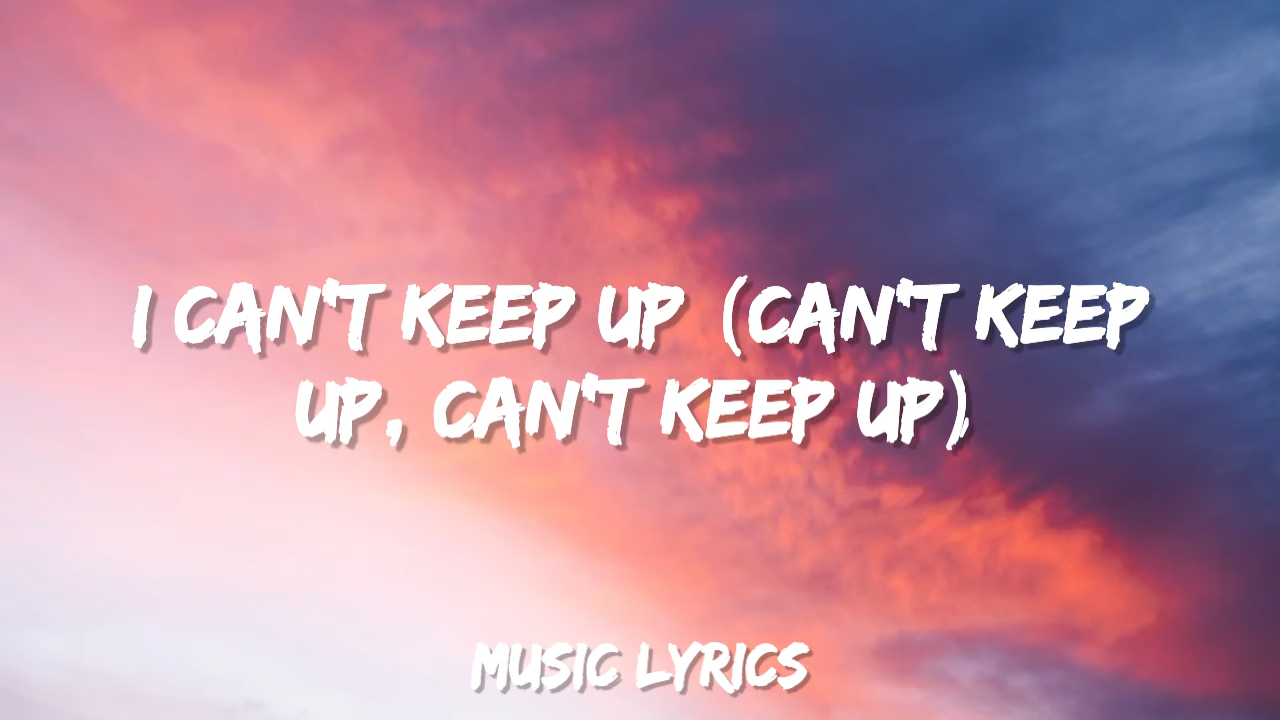 I CAN'T KEEP UP (CAN'T KEEP
UP, CAN'T KEEP UP)
MUSIC LYRICS